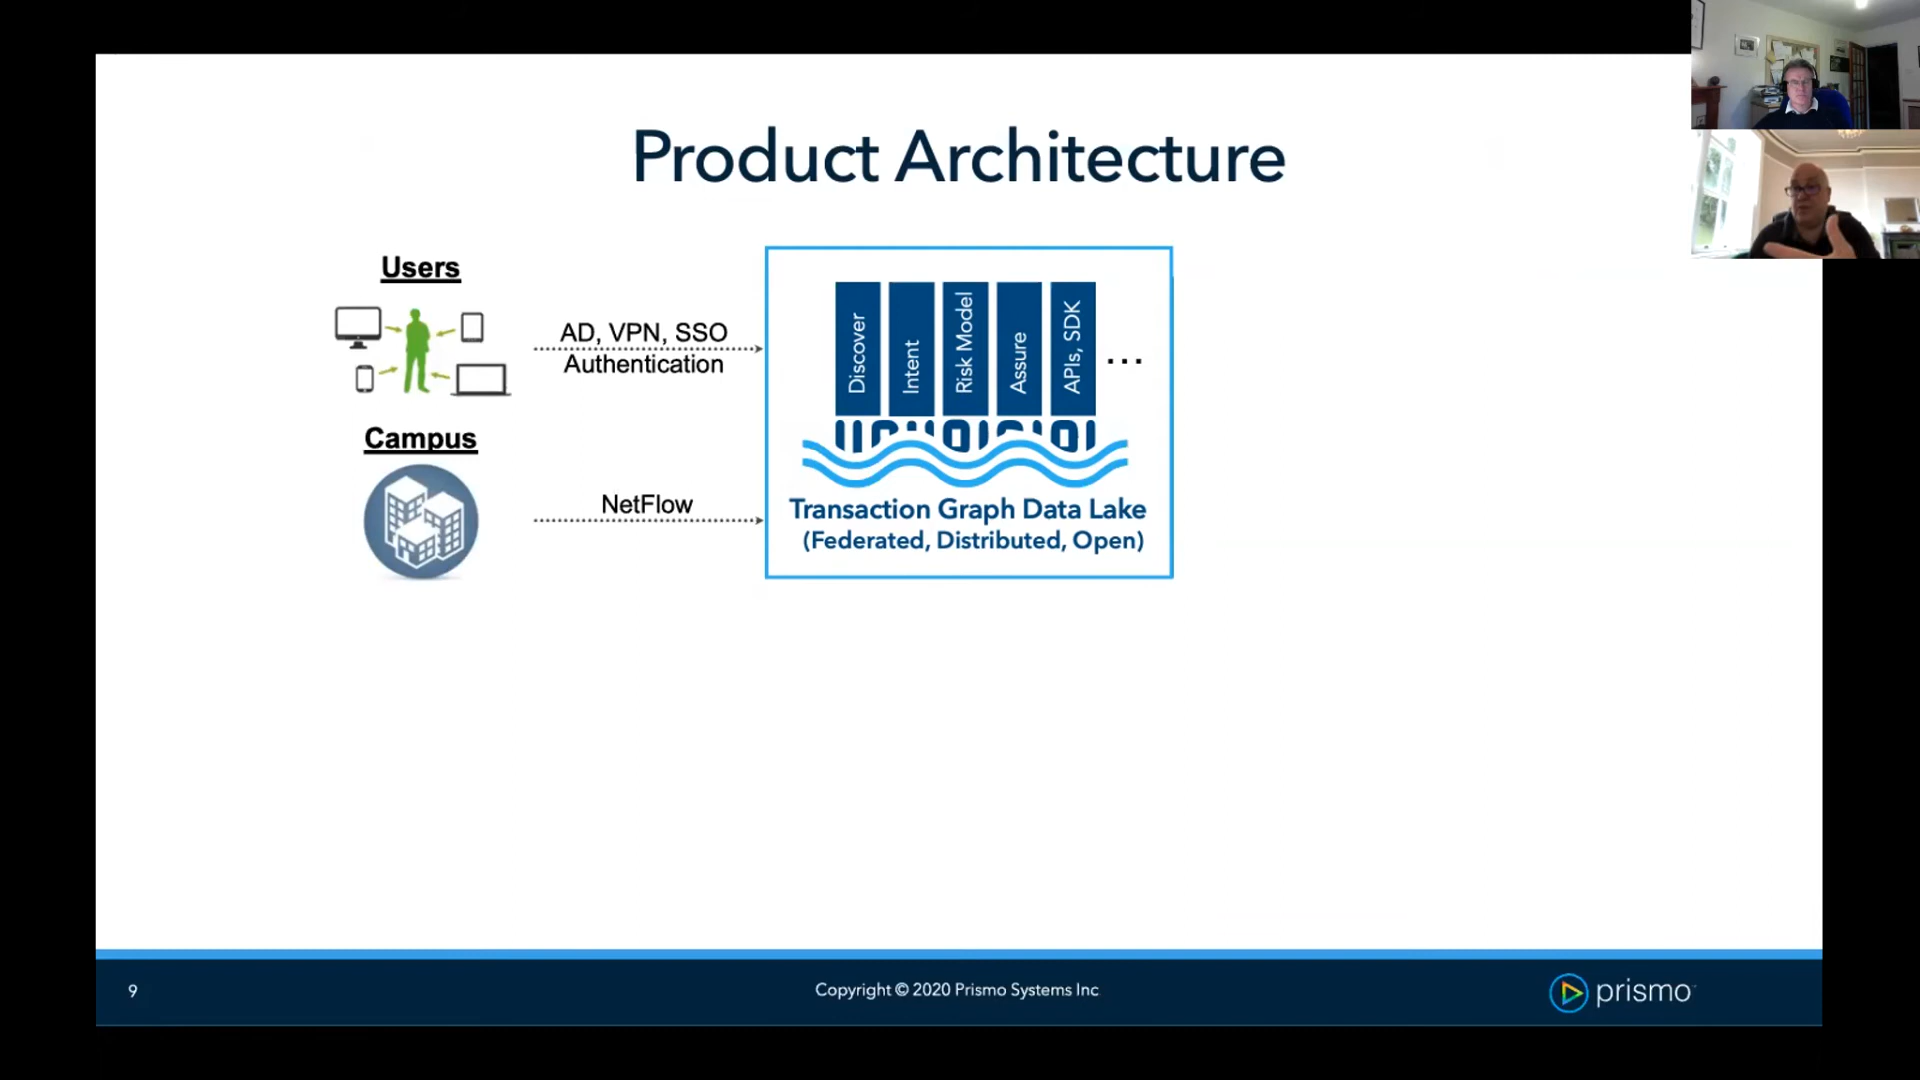 Product Architecture
Users
AD, VPN, SSO
Authentication
Campus
NetFlow
Discover
Intent
Risk Model
Assure
APIs, SDK
...
Transaction Graph Data Lake
(Federated, Distributed, Open)
9
Copyright © 2020 Prismo Systems Inc
prismo